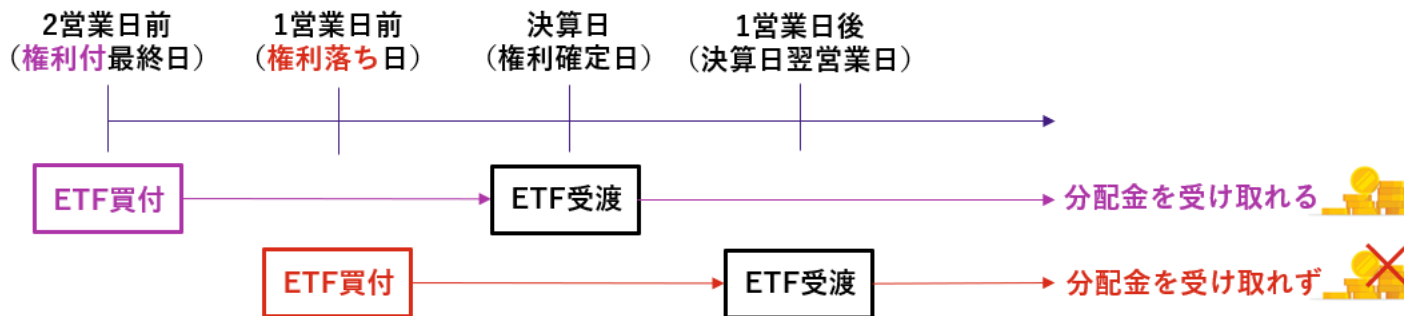 2営業日前
(権利付最終日)
1営業日前
(権利落ち日)
決算日
(権利確定日)
1営業日後
(決算日翌営業日)
ETF買付
ETF受渡
分配金を受け取れる
ETF買付
ETF受渡
分配金を受け取れず